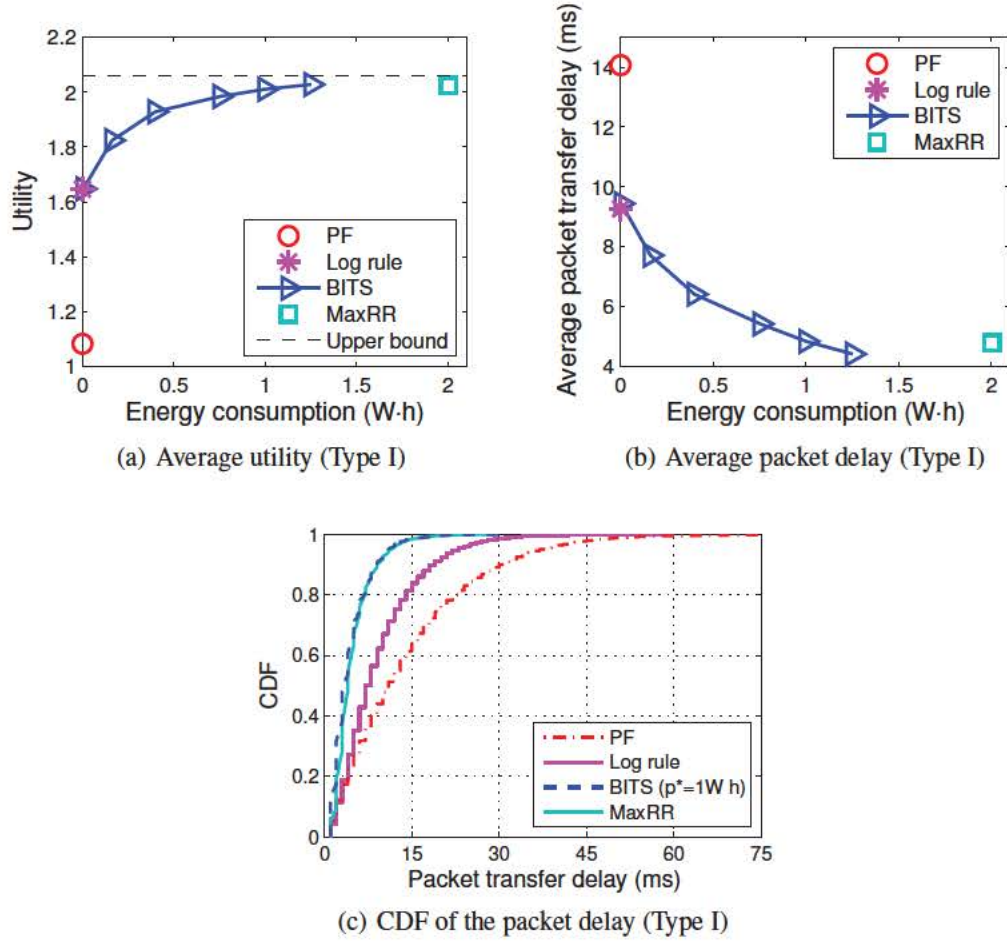 2.2
2
1.8
1.6
1.4
1.2
1
Utility
PF
Log rule
BITS
MaxRR
Upper bound
0 0.5 1 1.5 2
Energy consumption (W·h)
(a) Average utility (Type I)
14
12
10
8
6
4
Average packet transfer delay (ms)
PF
Log rule
BITS
MaxRR
0 0.5 1 1.5 2
Energy consumption (W·h)
(b) Average packet delay (Type I)
1
0.8
0.6
0.4
0.2
0
CDF
PF
Log rule
BITS (p*=1W h)
MaxRR
0 15 30 45 60 75
Packet transfer delay (ms)
(c) CDF of the packet delay (Type I)